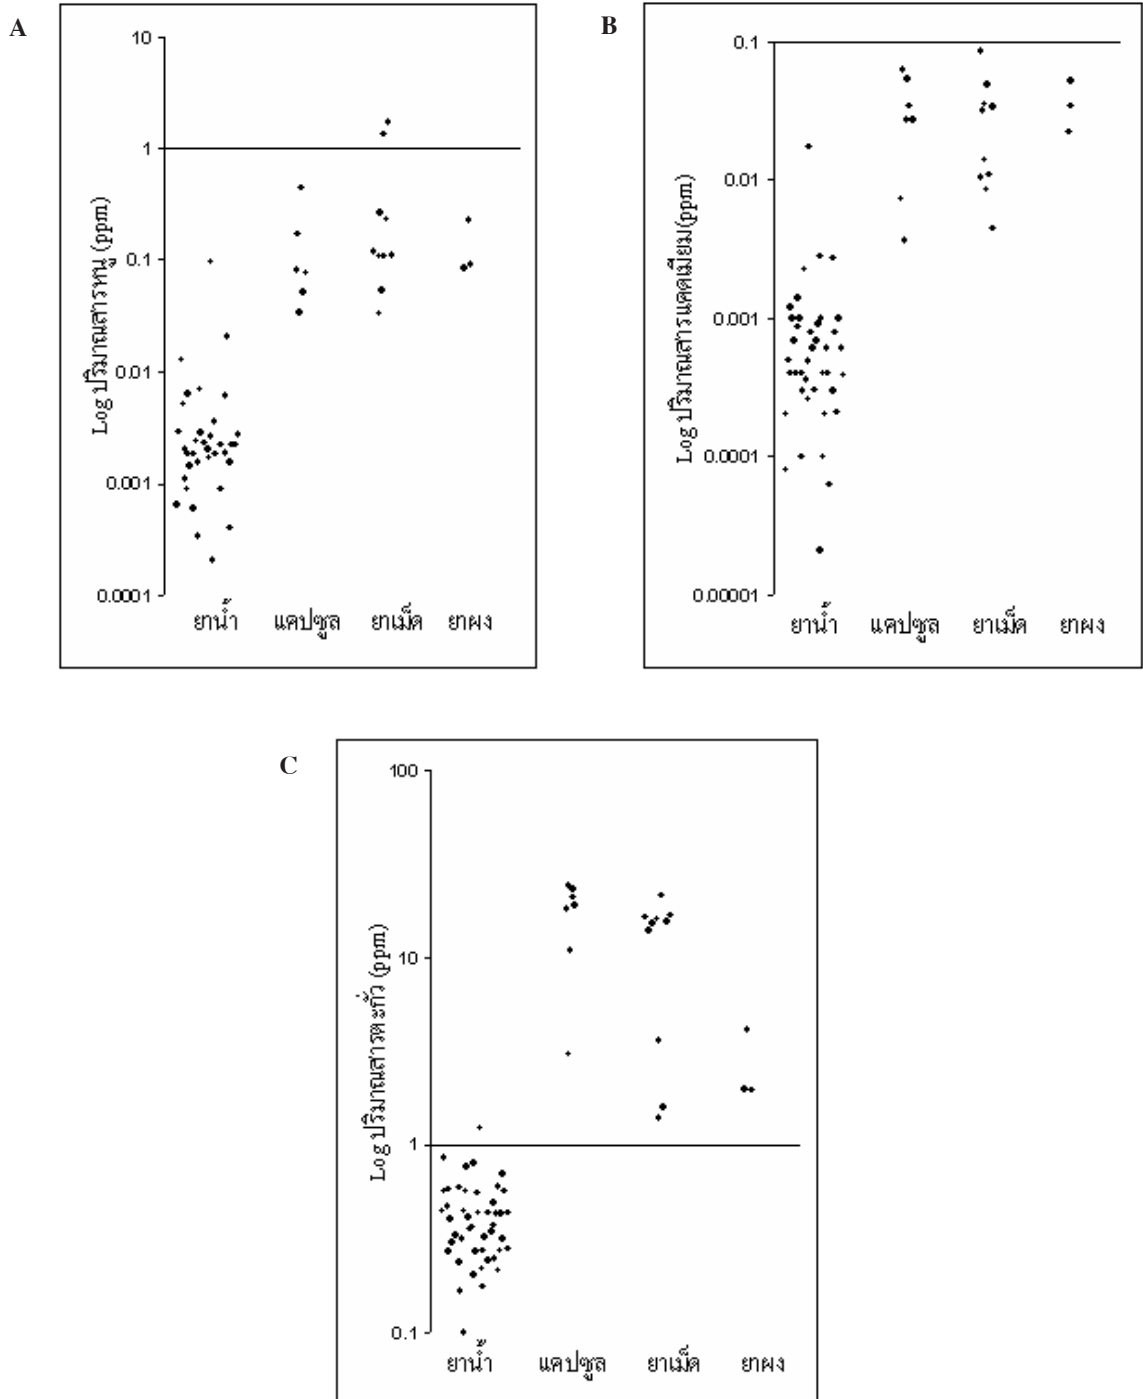 A
10
1
0.1
0.01
0.001
0.0001
Log ปริมาณสารหนู (ppm)
ยาน้ำ แคปซูล ยาเม็ด ยาผง
B
0.1
0.01
0.001
0.0001
0.00001
Log ปริมาณสารแคดเมียม(ppm)
ยาน้ำ แคปซูล ยาเม็ด ยาผง
C
100
10
1
0.1
Log ปริมาณสารตะกั่ว (ppm)
ยาน้ำ แคปซูล ยาเม็ด ยาผง